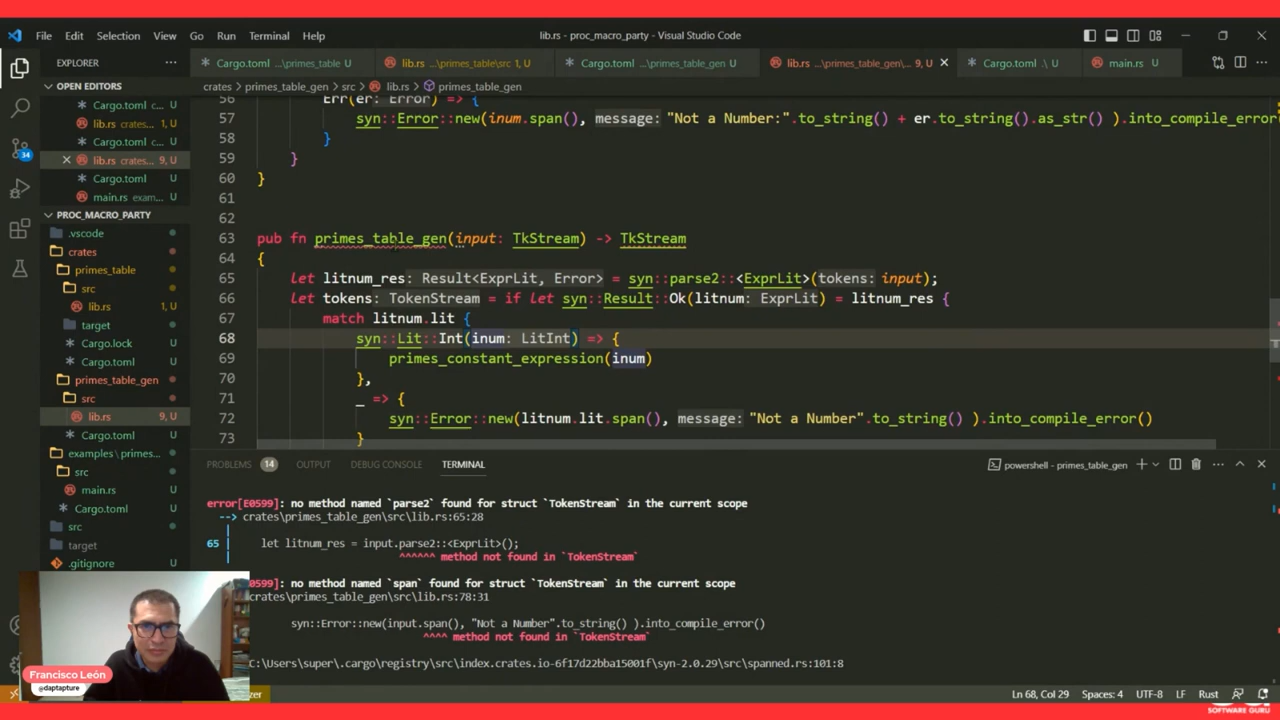 File Edit Selection View Go Run Terminal Help
lib.rs - proc_macro_party - Visual Studio Code
EXPLORER
Cargo.toml ...\primes_table U
lib.rs ...\primes_table\src 1, U
Cargo.toml ...\primes_table_gen U
lib.rs ...\primes_table_gen\... 9, U
Cargo.toml .\ U
main.rs U
OPEN EDITORS
Cargo.toml c... U
lib.rs crates... 1, U
Cargo.toml c... U
lib.rs crates... 9, U
Cargo.toml U
main.rs exam... U
PROC_MACRO_PARTY
.vscode
crates
primes_table
src
lib.rs 1, U
target
Cargo.lock U
Cargo.toml U
primes_table_gen
src
lib.rs 9, U
Cargo.toml U
examples \ primes...
src
main.rs U
Cargo.toml U
src
target
.gitignore U
34
crates > primes_table_gen > src > lib.rs > primes_table_gen
56 Err(er: Error) => {
57 syn::Error::new(inum.span(), message: "Not a Number:".to_string() + er.to_string().as_str() ).into_compile_error
58 }
59 }
60 }
61
62
63 pub fn primes_table_gen(input: TkStream) -> TkStream
64 {
65 let litnum_res: Result<ExprLit, Error> = syn::parse2::<ExprLit>(tokens: input);
66 let tokens: TokenStream = if let syn::Result::Ok(litnum: ExprLit) = litnum_res {
67 match litnum.lit {
68 syn::Lit::Int(inum: LitInt) => {
69 primes_constant_expression(inum)
70 },
71 _ => {
72 syn::Error::new(litnum.lit.span(), message: "Not a Number".to_string() ).into_compile_error()
73 }
PROBLEMS 14 OUTPUT DEBUG CONSOLE TERMINAL
powershell - primes_table_gen
error[E0599]: no method named `parse2` found for struct `TokenStream` in the current scope
--> crates\primes_table_gen\src\lib.rs:65:28
|
65 | let litnum_res = input.parse2::<ExprLit>();
| ^^^^^^ method not found in `TokenStream`
[0599]: no method named `span` found for struct `TokenStream` in the current scope
crates\primes_table_gen\src\lib.rs:78:31
syn::Error::new(input.span(), "Not a Number".to_string() ).into_compile_error()
^^^^ method not found in `TokenStream`
C:\Users\super\.cargo\registry\src\index.crates.io-6f17d22bba15001f\syn-2.0.29\src\spanned.rs:101:8
Francisco León
@daptapture
Ln 68, Col 29 Spaces: 4 UTF-8 LF Rust
SOFTWARE GURU